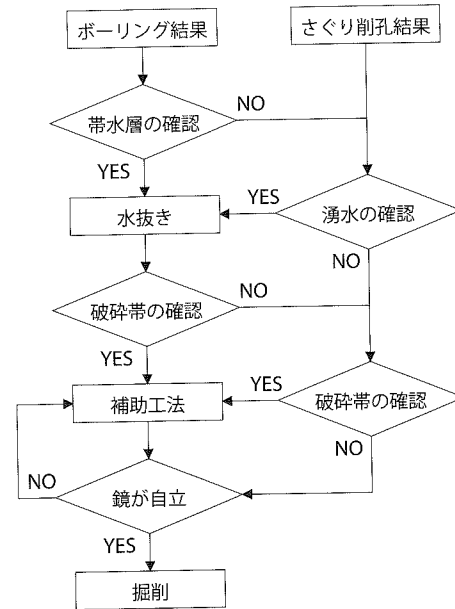 ボーリング結果
さぐり削孔結果
NO
帯水層の確認
YES
水抜き
YES
湧水の確認
NO
破砕帯の確認
NO
YES
補助工法
YES
破砕帯の確認
NO
NO
鏡が自立
YES
掘削